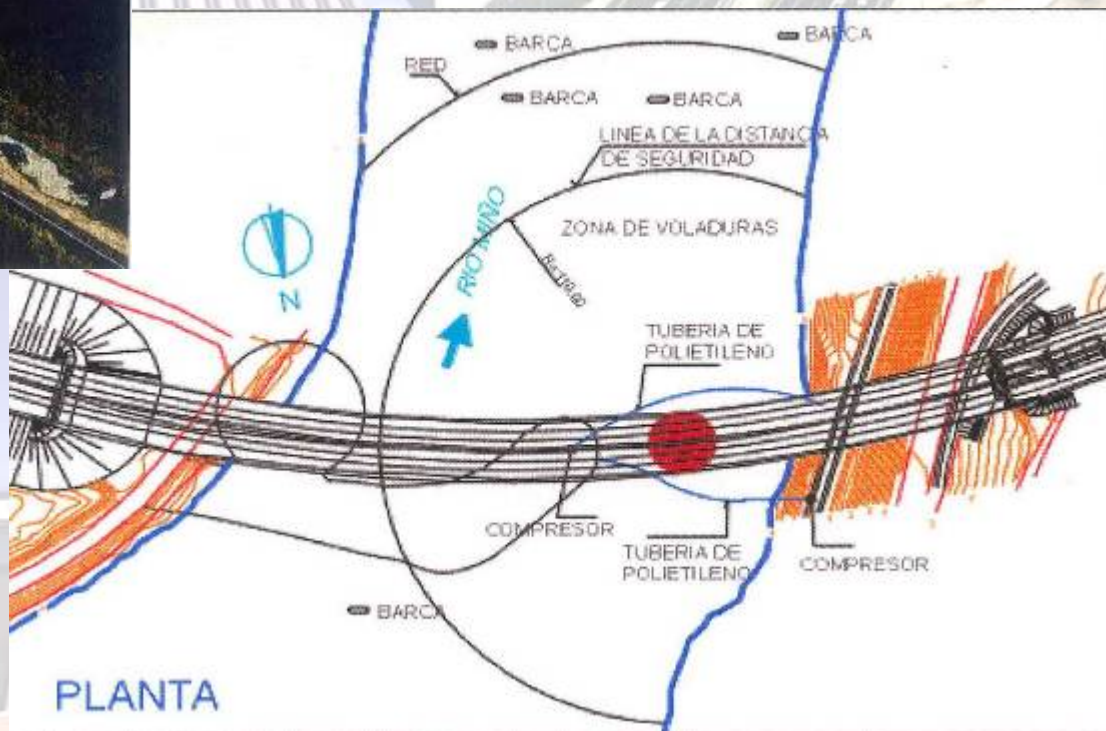 BARCA
BARCA
RED
BARCA
BARCA
LINEA DE LA DISTANCIA
DE SEGURIDAD
RIO MIÑO
ZONA DE VOLADURAS
N
TUBERIA DE
POLIETILENO
COMPRESOR
TUBERIA DE
POLIETILENO
COMPRESOR
BARCA
PLANTA